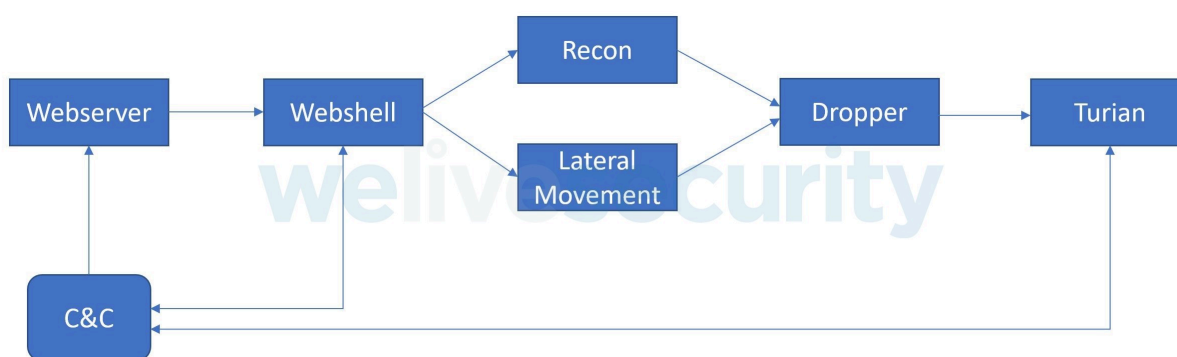 Recon
Webserver
Webshell
Dropper
Turian
Lateral
Movement
welivesecurity
C&C